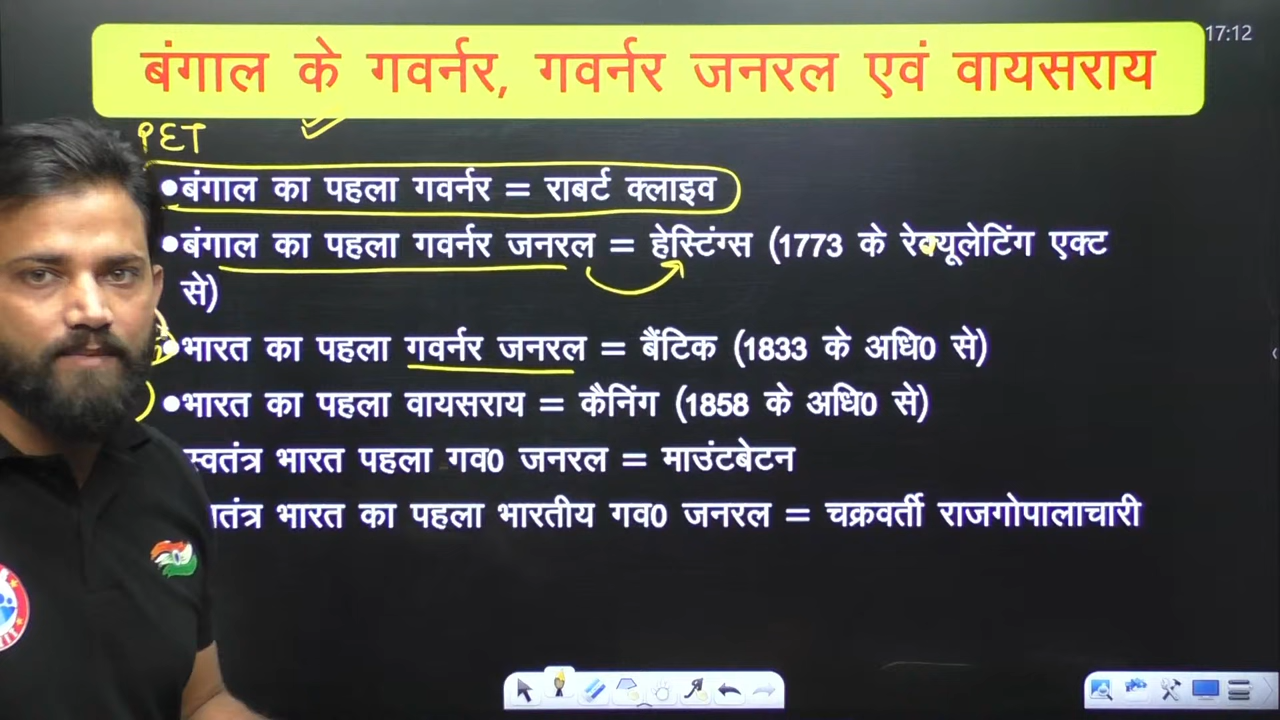 17:12
बंगाल के गवर्नर, गवर्नर जनरल एवं वायसराय
PET
•बंगाल का पहला गवर्नर = राबर्ट क्लाइव
•बंगाल का पहला गवर्नर जनरल = हेस्टिंग्स (1773 के रेक्यूलेटिंग एक्ट
से)
•भारत का पहला गवर्नर जनरल = बैंटिक (1833 के अधि0 से)
•भारत का पहला वायसराय = कैनिंग (1858 के अधि0 से)
स्वतंत्र भारत पहला गव0 जनरल = माउंटबेटन
तंत्र भारत का पहला भारतीय गव0 जनरल = चक्रवर्ती राजगोपालाचारी